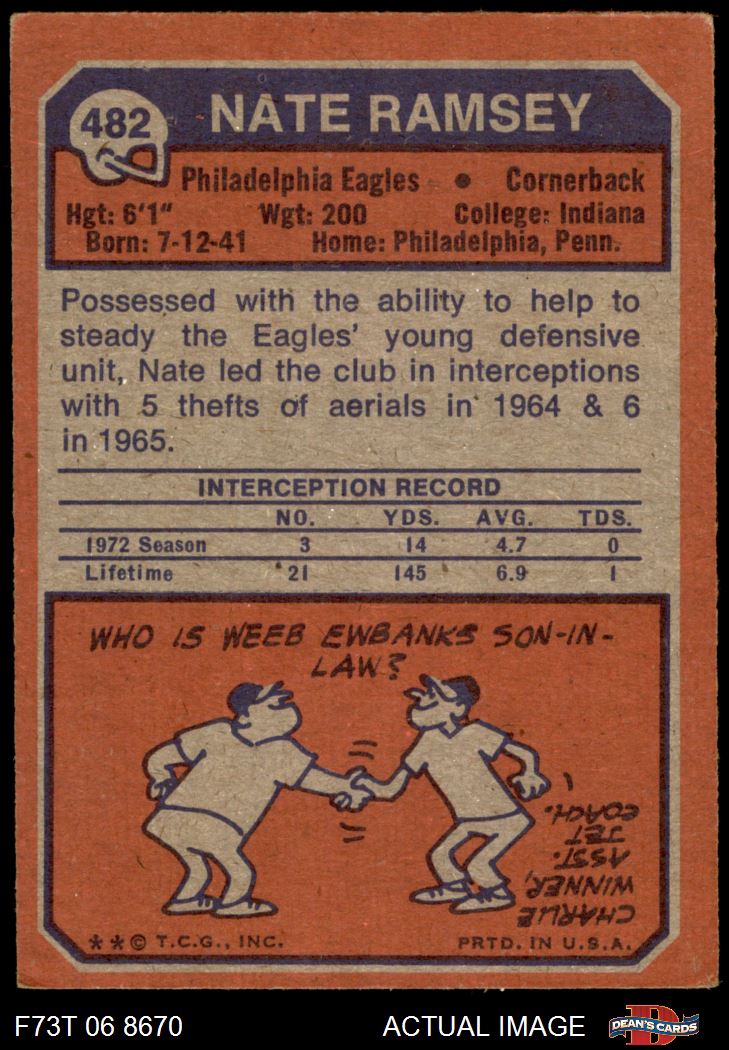 482
NATE RAMSEY
Philadelphia Eagles • Cornerback
Hgt: 6'1" Wgt: 200 College: Indiana
Born: 7-12-41 Home: Philadelphia, Penn.
Possessed with the ability to help to
steady the Eagles' young defensive
unit, Nate led the club in interceptions
with 5 thefts of aerials in 1964 & 6
in 1965.
INTERCEPTION RECORD
NO. YDS. AVG. TDS.
1972 Season 3 14 4.7 0
Lifetime 21 145 6.9 1
WHO IS WEEB EWBANKS SON-IN-
LAW?
CHARLIE
WINNER,
ASST.
JET
COACH.
**© T.C.G., INC. PRTD. IN U.S.A.
F73T 06 8670 ACTUAL IMAGE
D
DEAN'S CARDS